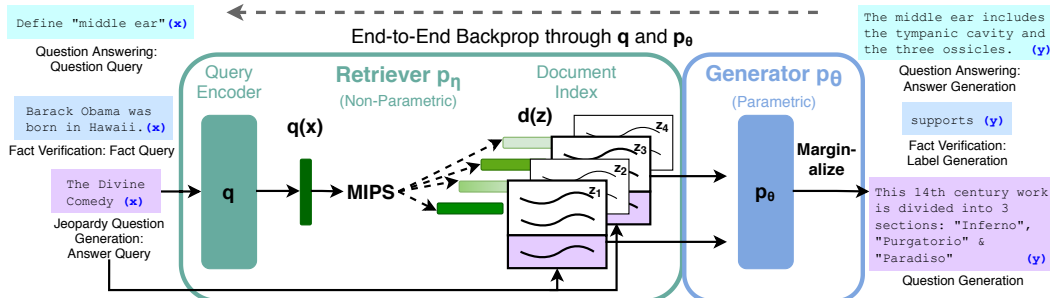 Define "middle ear" (x)
Question Answering:
Question Query
Barack Obama was
born in Hawaii. (x)
Fact Verification: Fact Query
The Divine
Comedy (x)
Jeopardy Question
Generation:
Answer Query
End-to-End Backprop through q and pθ
Query
Encoder
q
q(x)
Retriever pη
(Non-Parametric)
MIPS
Document
Index
d(z)
z4
z3
z2
z1
Generator pθ
(Parametric)
pθ
Margin-
alize
The middle ear includes
the tympanic cavity and
the three ossicles. (y)
Question Answering:
Answer Generation
supports (y)
Fact Verification:
Label Generation
This 14th century work
is divided into 3
sections: "Inferno",
"Purgatorio" &
"Paradiso" (y)
Question Generation